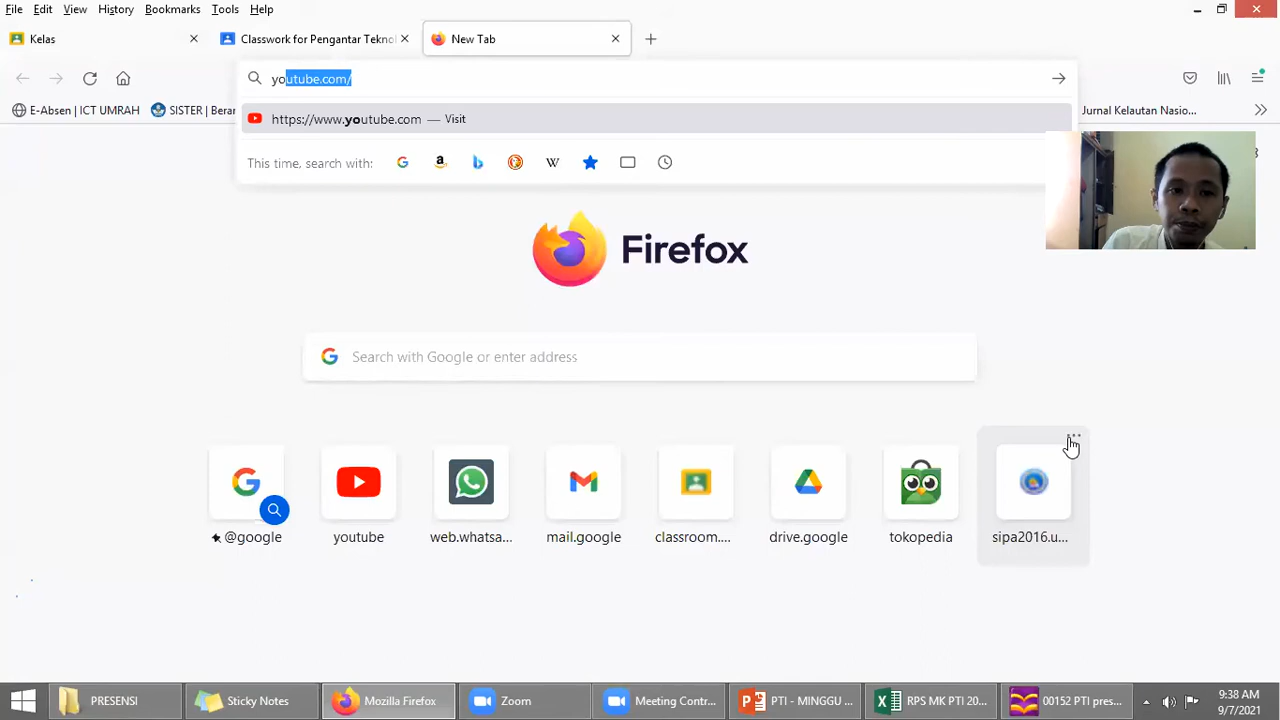 File Edit View History Bookmarks Tools Help
Kelas Classwork for Pengantar Teknol New Tab
youtube.com/
E-Absen | ICT UMRAH SISTER | Beran Jurnal Kelautan Nasio...
https://www.youtube.com — Visit
This time, search with:
Firefox
Search with Google or enter address
@google youtube web.whatsa... mail.google classroom.... drive.google tokopedia sipa2016.u...
PRESENSI Sticky Notes Mozilla Firefox Zoom Meeting Contr... PTI - MINGGU ... RPS MK PTI 20... 00152 PTI pres...
9:38 AM
9/7/2021